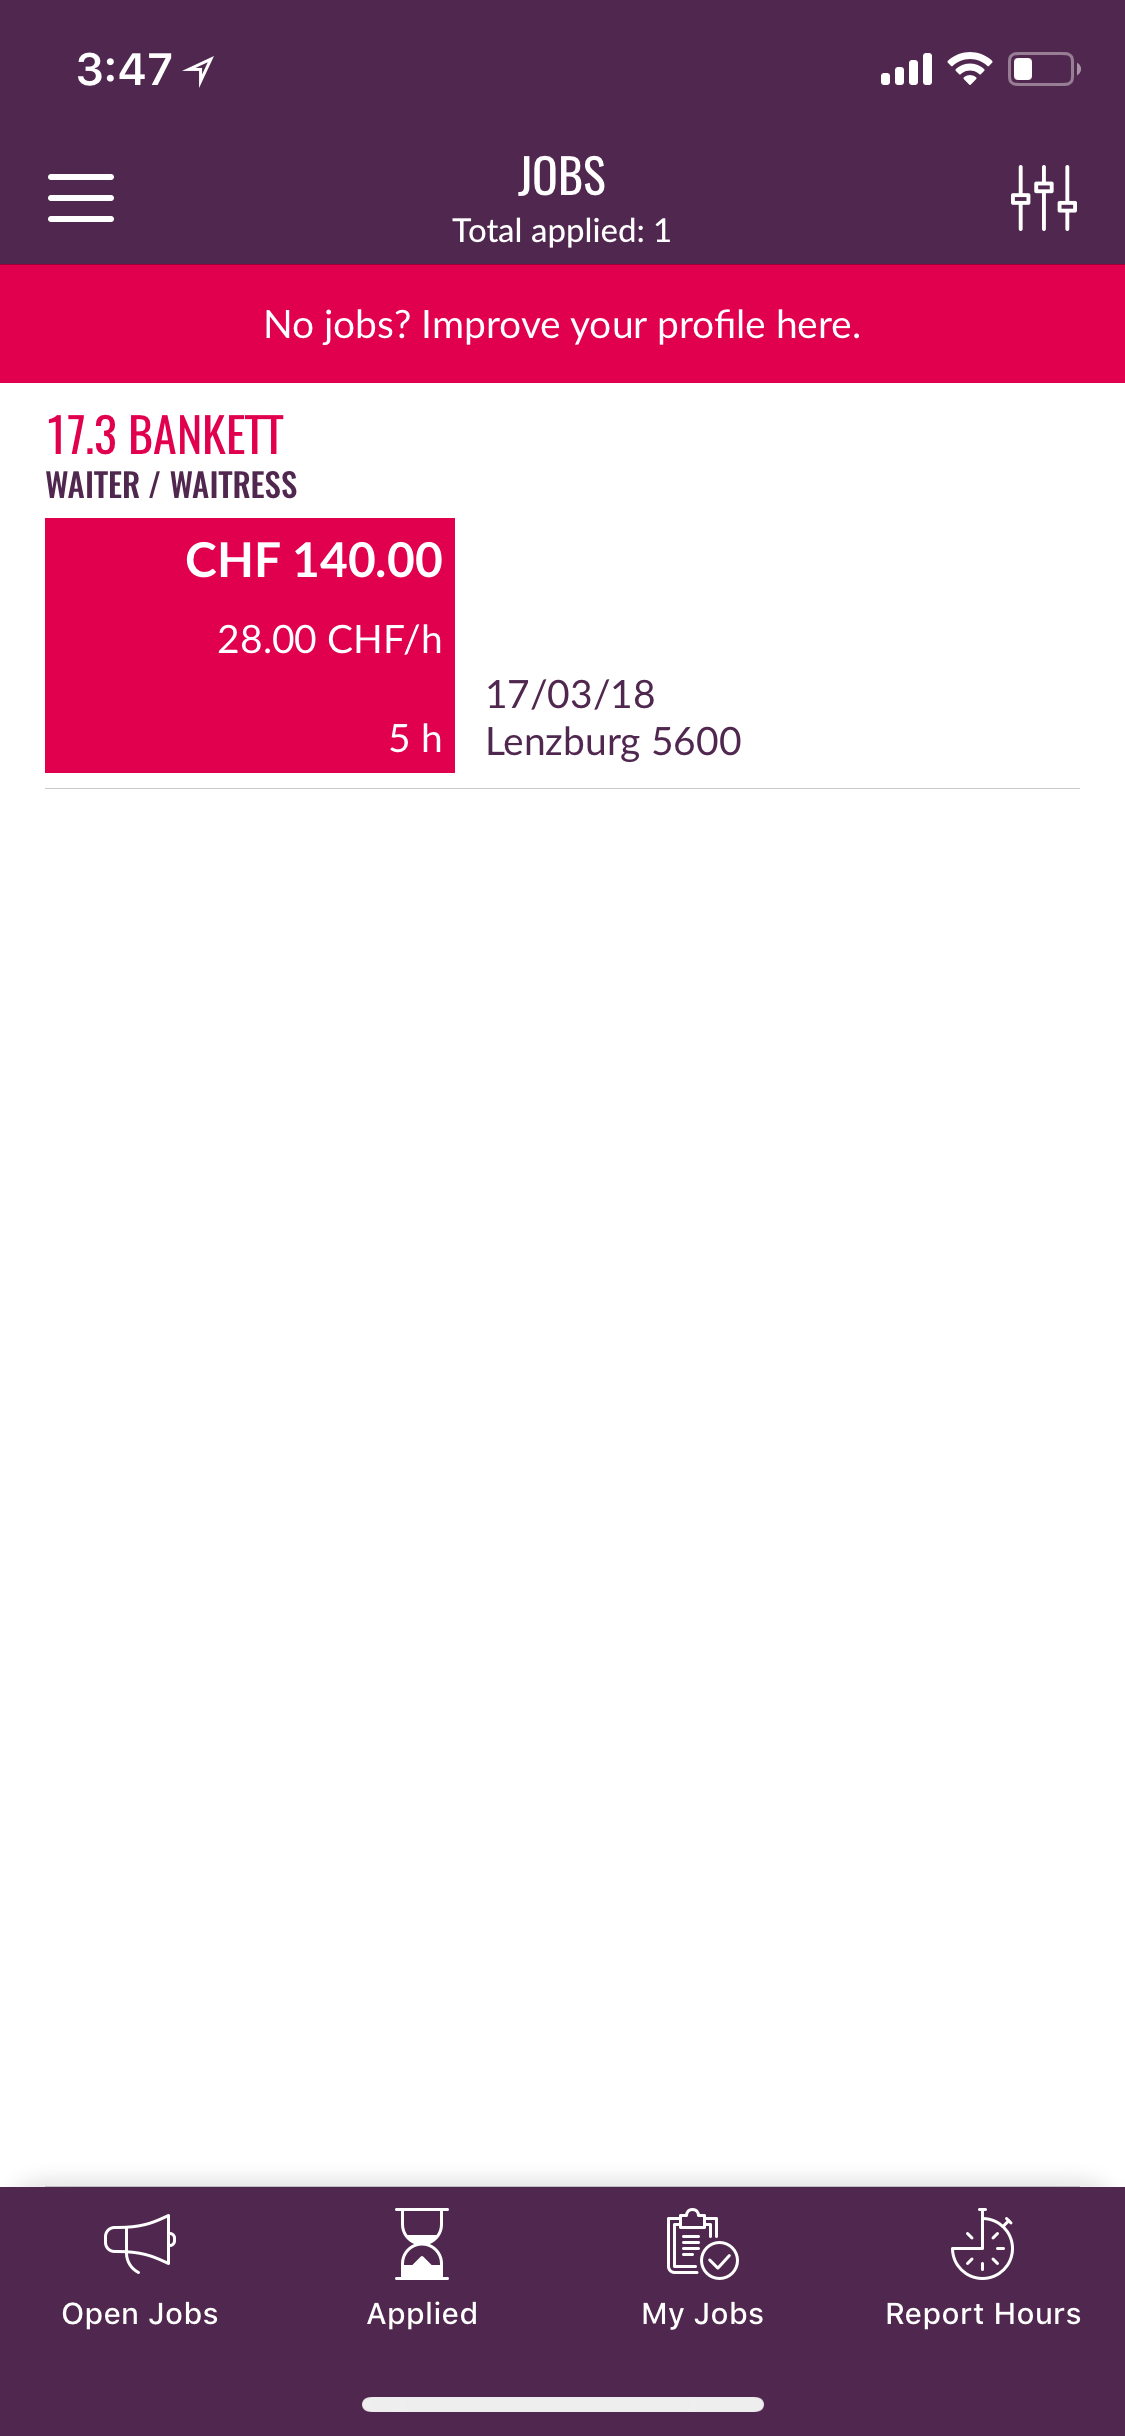 3:47
JOBS
Total applied: 1
No jobs? Improve your profile here.
17.3 BANKETT
WAITER / WAITRESS
CHF 140.00
28.00 CHF/h
5 h
17/03/18
Lenzburg 5600
Open Jobs
Applied
My Jobs
Report Hours